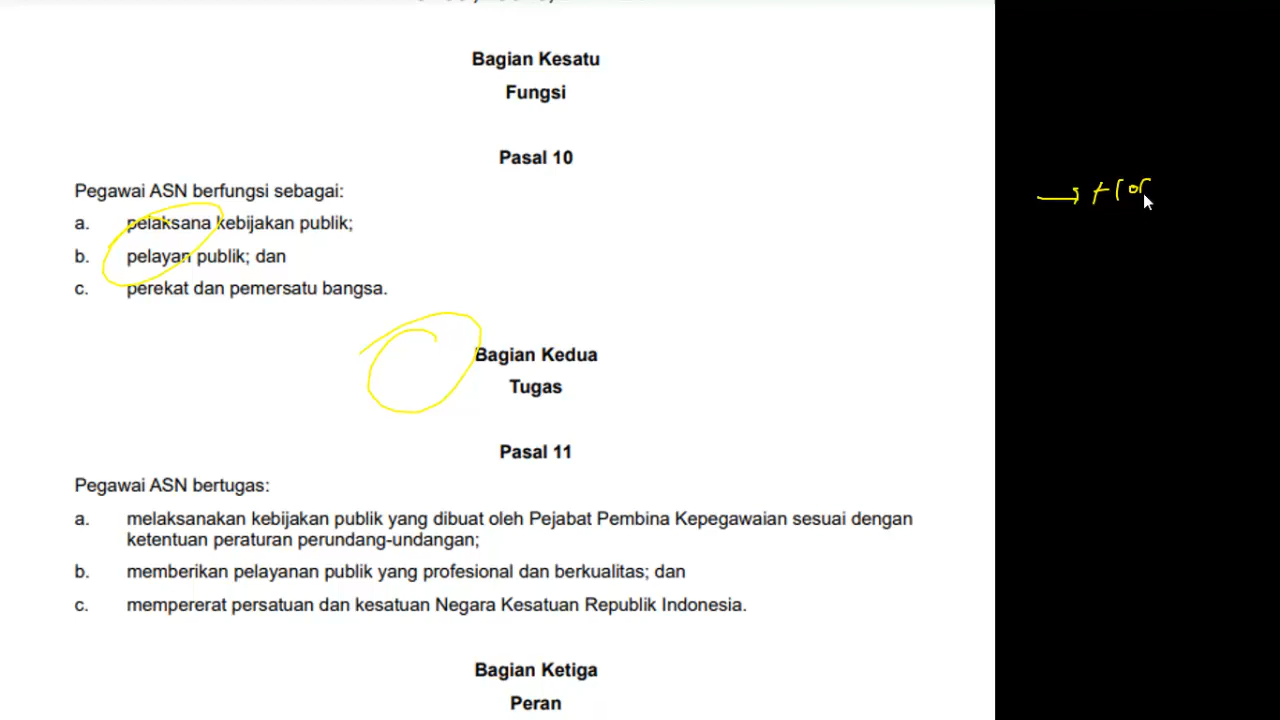 Bagian Kesatu
Fungsi
Pasal 10
Pegawai ASN berfungsi sebagai:
a. pelaksana kebijakan publik;
b. pelayan publik; dan
c. perekat dan pemersatu bangsa.
Bagian Kedua
Tugas
Pasal 11
Pegawai ASN bertugas:
a. melaksanakan kebijakan publik yang dibuat oleh Pejabat Pembina Kepegawaian sesuai dengan
ketentuan peraturan perundang-undangan;
b. memberikan pelayanan publik yang profesional dan berkualitas; dan
c. mempererat persatuan dan kesatuan Negara Kesatuan Republik Indonesia.
Bagian Ketiga
Peran